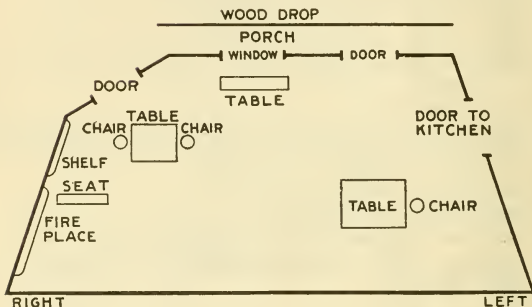 WOOD DROP
PORCH
WINDOW
DOOR
DOOR
TABLE
TABLE
CHAIR
CHAIR
DOOR TO
KITCHEN
SHELF
SEAT
FIRE
PLACE
TABLE
CHAIR
RIGHT
LEFT